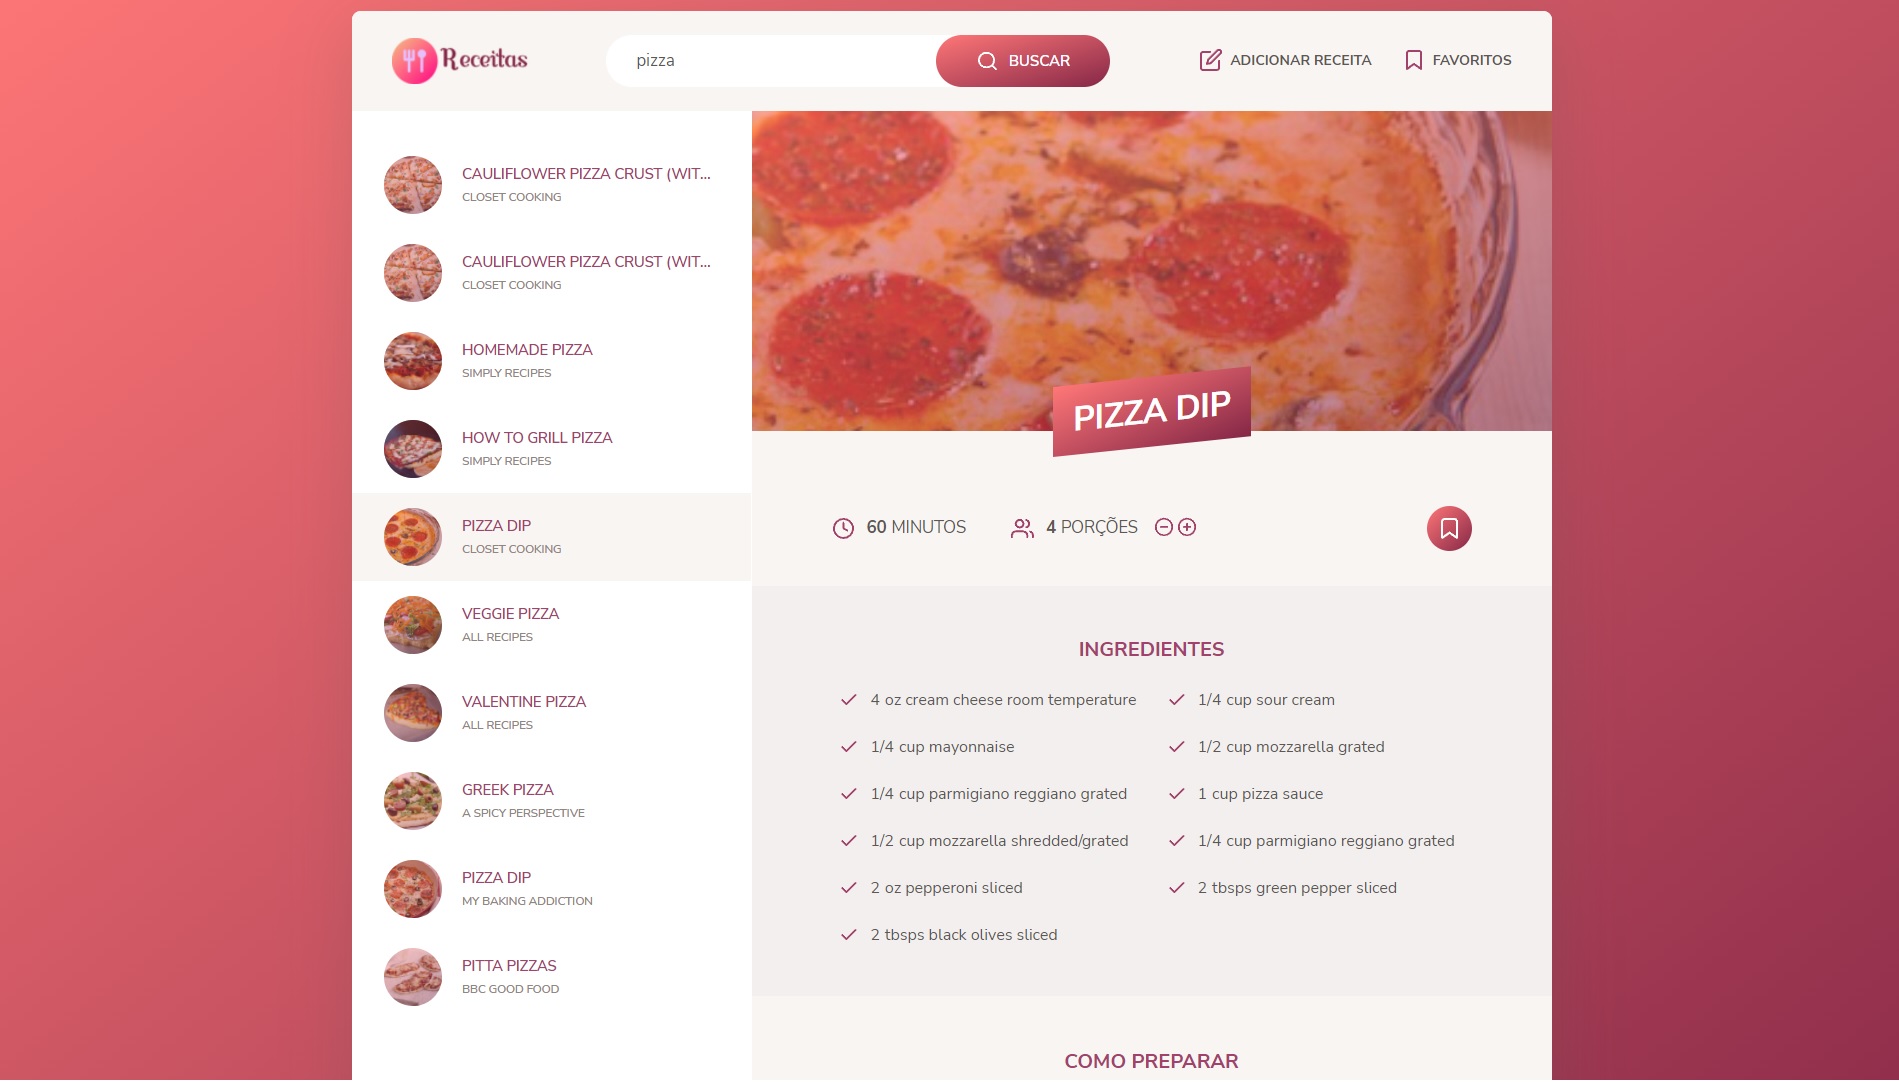 Receitas
pizza
BUSCAR
ADICIONAR RECEITA
FAVORITOS
CAULIFLOWER PIZZA CRUST (WIT...
CLOSET COOKING
CAULIFLOWER PIZZA CRUST (WIT...
CLOSET COOKING
HOMEMADE PIZZA
SIMPLY RECIPES
HOW TO GRILL PIZZA
SIMPLY RECIPES
PIZZA DIP
CLOSET COOKING
VEGGIE PIZZA
ALL RECIPES
VALENTINE PIZZA
ALL RECIPES
GREEK PIZZA
A SPICY PERSPECTIVE
PIZZA DIP
MY BAKING ADDICTION
PITTA PIZZAS
BBC GOOD FOOD
PIZZA DIP
60 MINUTOS
4 PORÇÕES
INGREDIENTES
4 oz cream cheese room temperature
1/4 cup sour cream
1/4 cup mayonnaise
1/2 cup mozzarella grated
1/4 cup parmigiano reggiano grated
1 cup pizza sauce
1/2 cup mozzarella shredded/grated
1/4 cup parmigiano reggiano grated
2 oz pepperoni sliced
2 tbsps green pepper sliced
2 tbsps black olives sliced
COMO PREPARAR